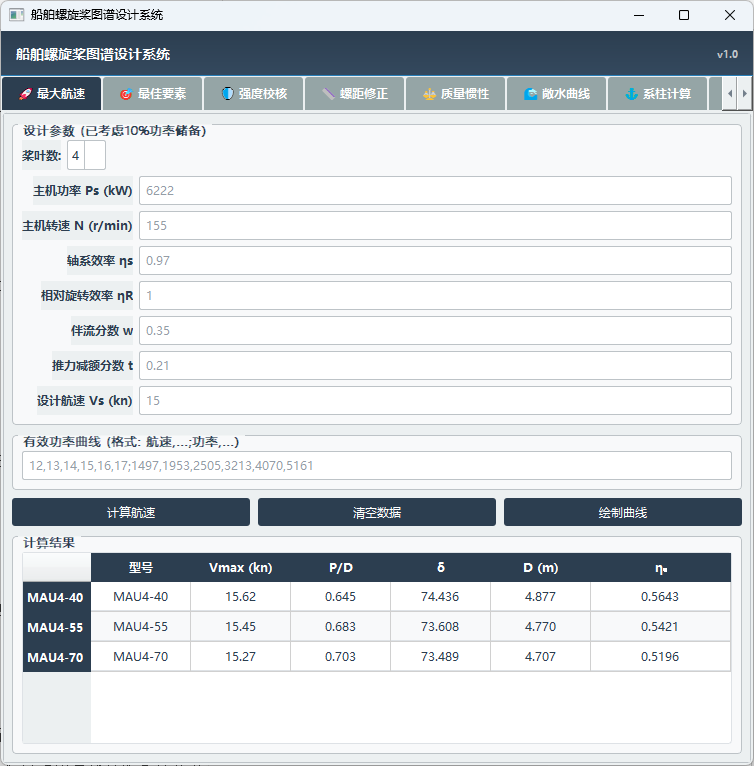 船舶螺旋桨图谱设计系统
船舶螺旋桨图谱设计系统 v1.0
最大航速 最佳要素 强度校核 螺距修正 质量惯性 敞水曲线 系柱计算
设计参数 (已考虑10%功率储备)
桨叶数: 4
主机功率 Ps (kW) 6222
主机转速 N (r/min) 155
轴系效率 ηs 0.97
相对旋转效率 ηR 1
伴流分数 w 0.35
推力减额分数 t 0.21
设计航速 Vs (kn) 15
有效功率曲线 (格式: 航速,...;功率,...)
12,13,14,15,16,17;1497,1953,2505,3213,4070,5161
计算航速 清空数据 绘制曲线
计算结果
型号 Vmax (kn) P/D δ D (m) η
MAU4-40 MAU4-40 15.62 0.645 74.436 4.877 0.5643
MAU4-55 MAU4-55 15.45 0.683 73.608 4.770 0.5421
MAU4-70 MAU4-70 15.27 0.703 73.489 4.707 0.5196